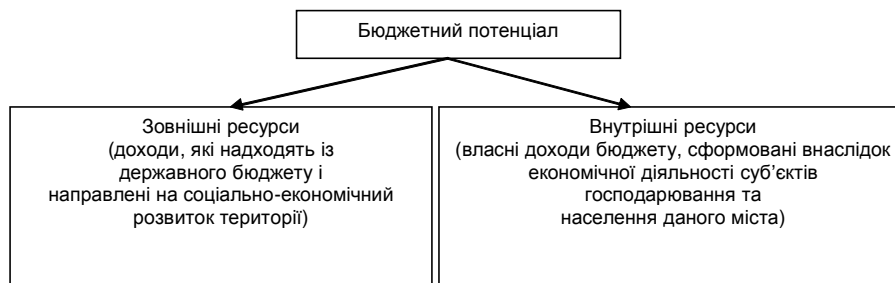 Бюджетний потенціал
Зовнішні ресурси
(доходи, які надходять із
державного бюджету і
направлені на соціально-економічний
розвиток території)
Внутрішні ресурси
(власні доходи бюджету, сформовані внаслідок
економічної діяльності суб’єктів
господарювання та
населення даного міста)